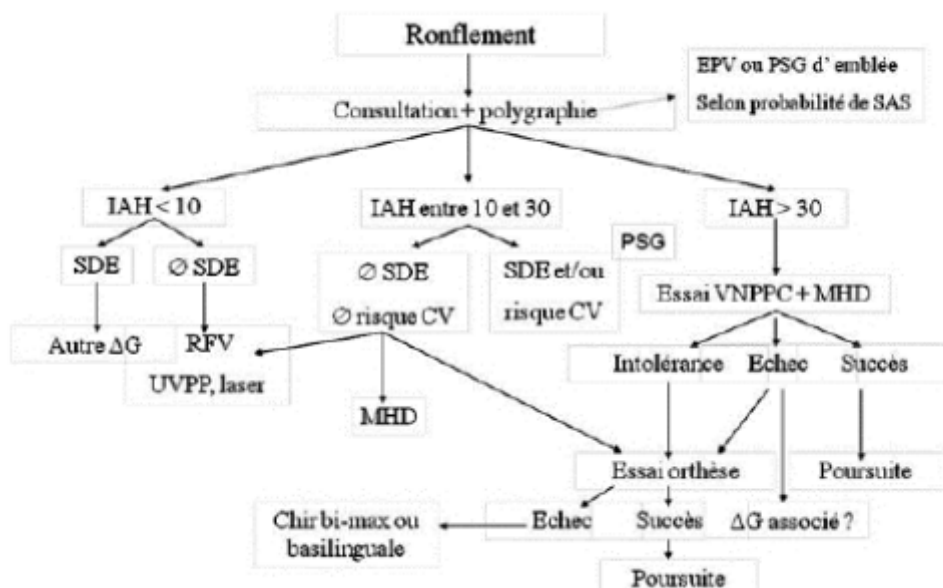 Ronflement
EPV ou PSG d' emblée
Selon probabilité de SAS
Consultation + polygraphie
IAH < 10
IAH entre 10 et 30
IAH > 30
PSG
SDE
Ø SDE
Ø SDE
Ø risque CV
SDE et/ou
risque CV
Essai VNPPC + MHD
Autre ΔG
RFV
UVPP, laser
MHD
Intolérance
Echec
Succès
Essai orthèse
Poursuite
Chir bi-max ou
basilinguale
Echec
Succès
ΔG associé ?
Poursuite